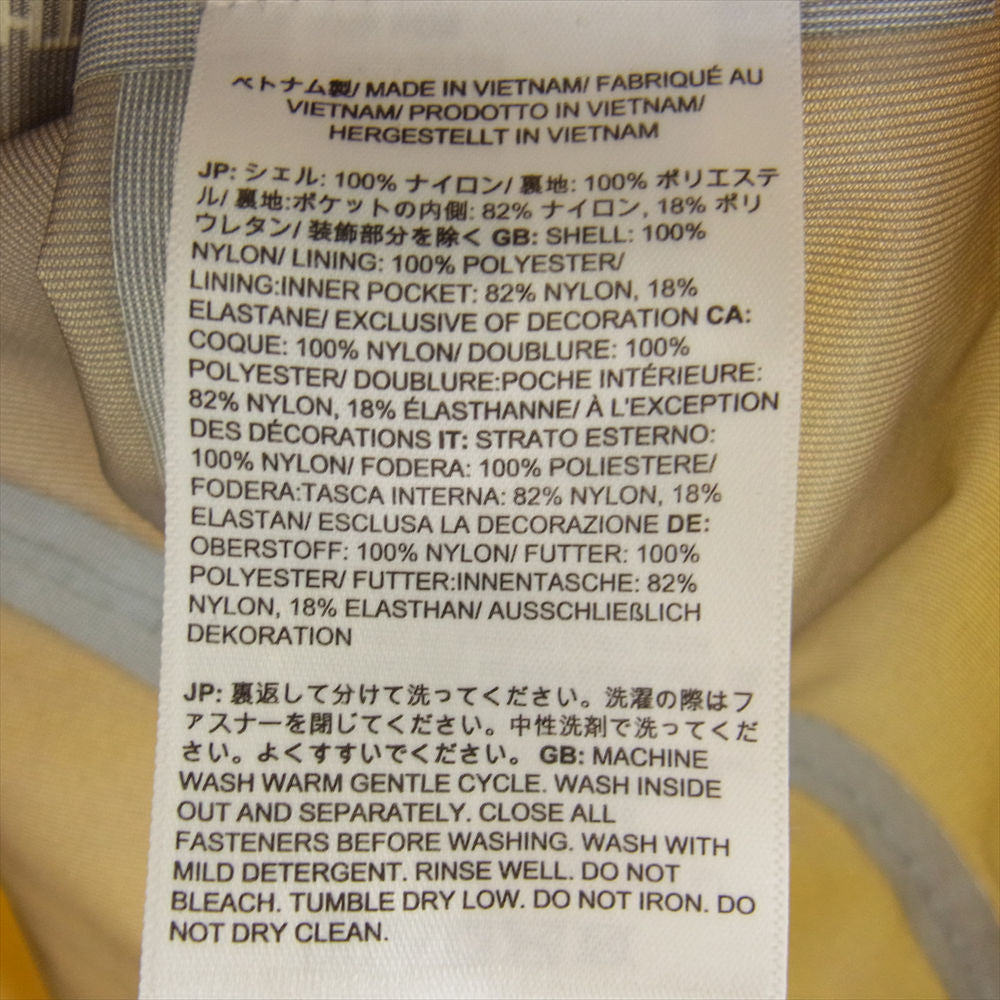 ベトナム製/ MADE IN VIETNAM/ FABRIQUÉ AU
VIETNAM/ PRODOTTO IN VIETNAM/
HERGESTELLT IN VIETNAM
JP: シェル: 100% ナイロン/ 裏地: 100% ポリエステ
ル/ 裏地:ポケットの内側: 82% ナイロン, 18% ポリ
ウレタン/ 装飾部分を除く GB: SHELL: 100%
NYLON/ LINING: 100% POLYESTER/
LINING:INNER POCKET: 82% NYLON, 18%
ELASTANE/ EXCLUSIVE OF DECORATION CA:
COQUE: 100% NYLON/ DOUBLURE: 100%
POLYESTER/ DOUBLURE:POCHE INTÉRIEURE:
82% NYLON, 18% ÉLASTHANNE/ À L'EXCEPTION
DES DÉCORATIONS IT: STRATO ESTERNO:
100% NYLON/ FODERA: 100% POLIESTERE/
FODERA:TASCA INTERNA: 82% NYLON, 18%
ELASTAN/ ESCLUSA LA DECORAZIONE DE:
OBERSTOFF: 100% NYLON/ FUTTER: 100%
POLYESTER/ FUTTER:INNENTASCHE: 82%
NYLON, 18% ELASTHAN/ AUSSCHLIEßLICH
DEKORATION
JP: 裏返して分けて洗ってください。洗濯の際はフ
ァスナーを閉じてください。中性洗剤で洗ってくだ
さい。よくすすいでください。 GB: MACHINE
WASH WARM GENTLE CYCLE. WASH INSIDE
OUT AND SEPARATELY. CLOSE ALL
FASTENERS BEFORE WASHING. WASH WITH
MILD DETERGENT. RINSE WELL. DO NOT
BLEACH. TUMBLE DRY LOW. DO NOT IRON. DO
NOT DRY CLEAN.